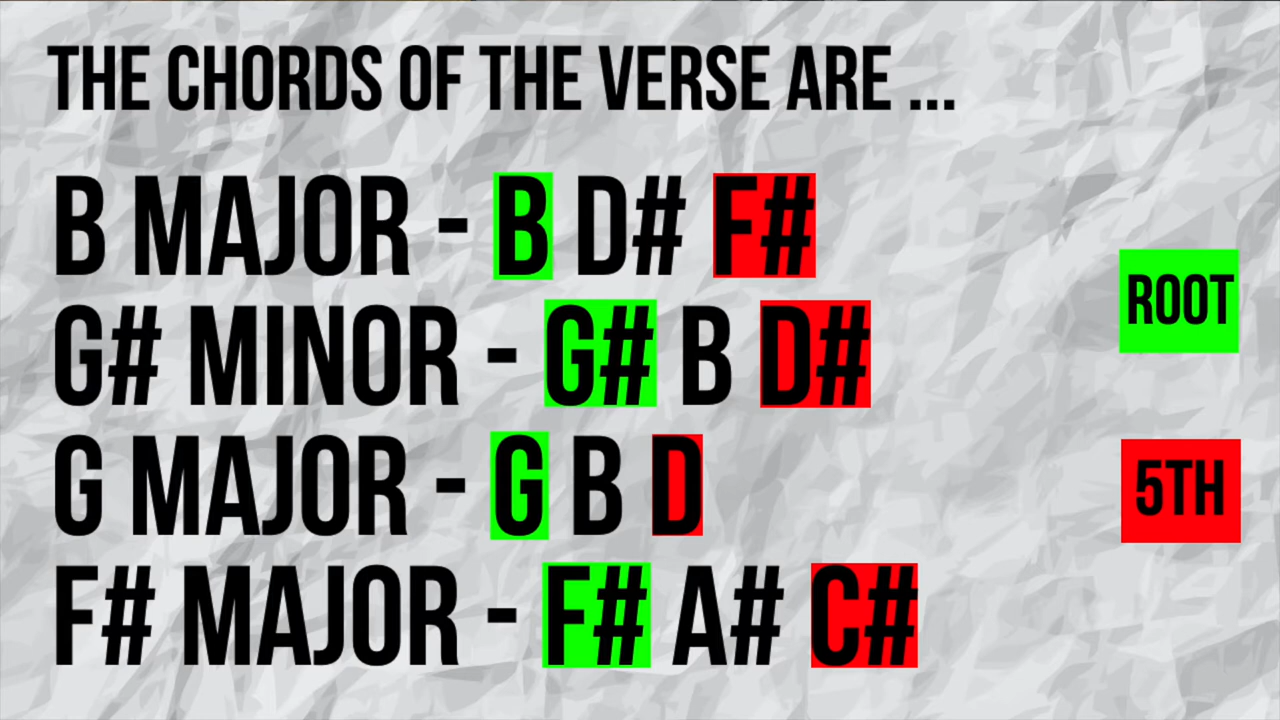 THE CHORDS OF THE VERSE ARE ...
B MAJOR - B D# F#
G# MINOR - G# B D#
G MAJOR - G B D
F# MAJOR - F# A# C#
ROOT
5TH